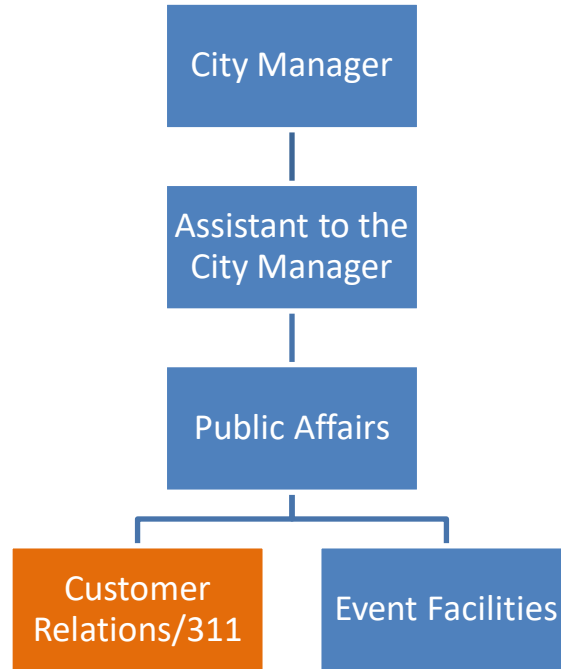 City Manager
Assistant to the
City Manager
Public Affairs
Customer
Relations/311
Event Facilities